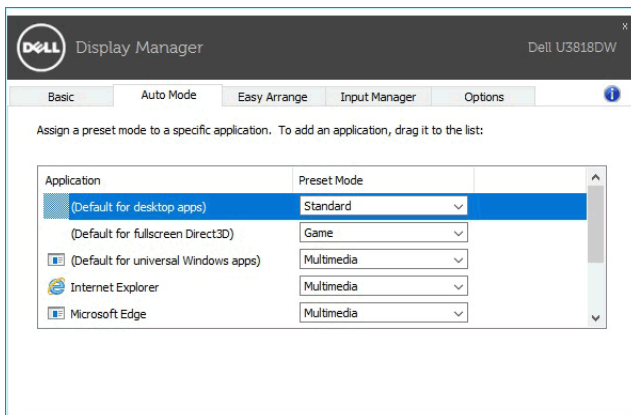 x
DELL Display Manager Dell U3818DW
Basic Auto Mode Easy Arrange Input Manager Options i
Assign a preset mode to a specific application. To add an application, drag it to the list:
Application Preset Mode
(Default for desktop apps) Standard
(Default for fullscreen Direct3D) Game
(Default for universal Windows apps) Multimedia
Internet Explorer Multimedia
Microsoft Edge Multimedia